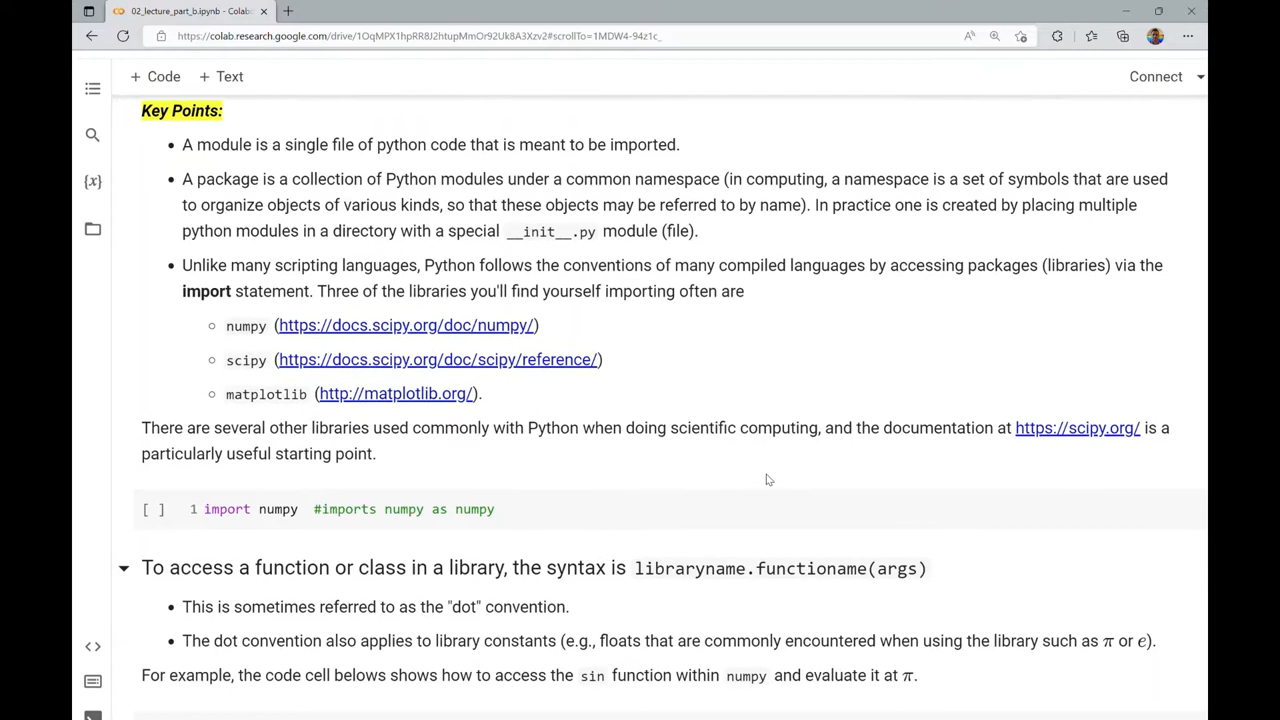 02_lecture_part_b.ipynb - Colab
https://colab.research.google.com/drive/1OqMPX1hpRR8J2htupMmOr92Uk8A3Xzv2#scrollTo=1MDW4-94z1c_
+ Code + Text
Connect
Key Points:
• A module is a single file of python code that is meant to be imported.
• A package is a collection of Python modules under a common namespace (in computing, a namespace is a set of symbols that are used
to organize objects of various kinds, so that these objects may be referred to by name). In practice one is created by placing multiple
python modules in a directory with a special __init__.py module (file).
• Unlike many scripting languages, Python follows the conventions of many compiled languages by accessing packages (libraries) via the
import statement. Three of the libraries you'll find yourself importing often are
○ numpy (https://docs.scipy.org/doc/numpy/)
○ scipy (https://docs.scipy.org/doc/scipy/reference/)
○ matplotlib (http://matplotlib.org/).
There are several other libraries used commonly with Python when doing scientific computing, and the documentation at https://scipy.org/ is a
particularly useful starting point.
[ ] 1 import numpy #imports numpy as numpy
To access a function or class in a library, the syntax is libraryname.functioname(args)
• This is sometimes referred to as the "dot" convention.
• The dot convention also applies to library constants (e.g., floats that are commonly encountered when using the library such as π or e).
For example, the code cell belows shows how to access the sin function within numpy and evaluate it at π.